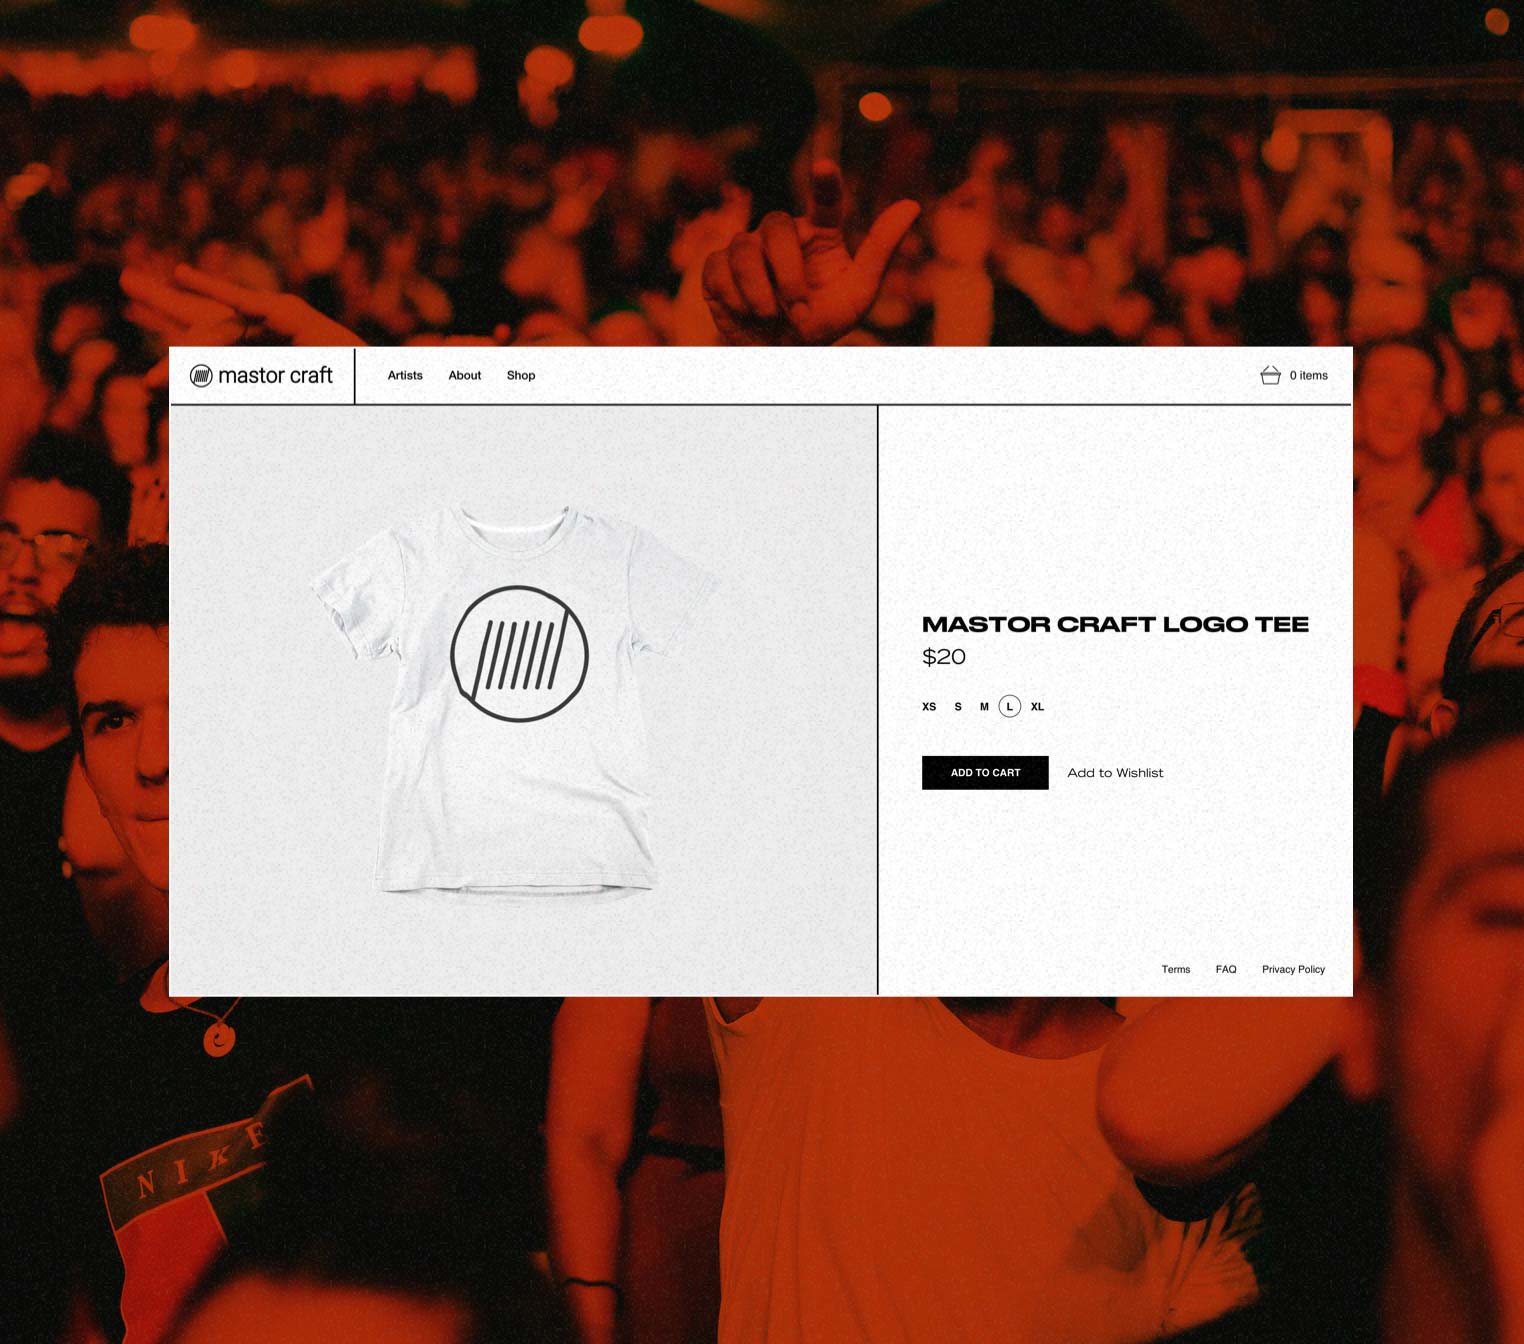 mastor craft
Artists About Shop
0 items
MASTOR CRAFT LOGO TEE
$20
XS S M L XL
ADD TO CART Add to Wishlist
Terms FAQ Privacy Policy
NIKE